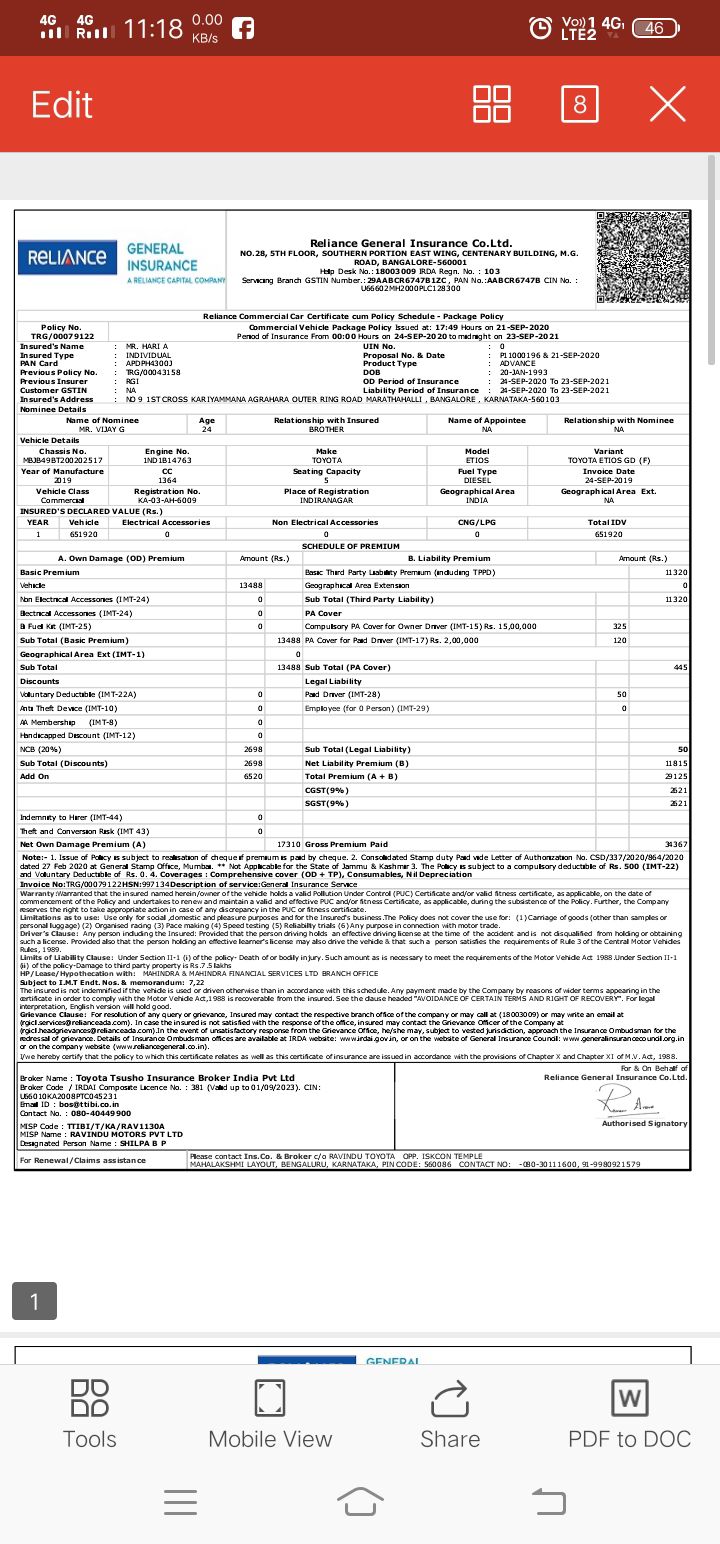 4G 4G R 11:18 0.00 KB/s Vo) 1 LTE2 4G 46
Edit 8
RELIANCE GENERAL INSURANCE
A RELIANCE CAPITAL COMPANY
Reliance General Insurance Co.Ltd.
NO.28, 5TH FLOOR, SOUTHERN PORTION EAST WING, CENTENARY BUILDING, M.G.
ROAD, BANGALORE-560001
Help Desk No.:18003009 IRDA Regn. No. : 103
Servicing Branch GSTIN Number.:29AABCR6747B1ZC , PAN No.:AABCR6747B CIN No. :
U66602MH2000PLC128300
Reliance Commercial Car Certificate cum Policy Schedule - Package Policy
Policy No. Commercial Vehicle Package Policy Issued at: 17:49 Hours on 21-SEP-2020
TRG/00079122 Period of Insurance From 00:00 Hours on 24-SEP-2020 to midnight on 23-SEP-2021
Insured's Name : MR. HARI A UIN No. : 0
Insured Type : INDIVIDUAL Proposal No. & Date : P11000196 & 21-SEP-2020
PAN Card : APDPH4300J Product Type : ADVANCE
Previous Policy No. : TRG/00043158 DOB : 20-JAN-1993
Previous Insurer : RGI OD Period of Insurance : 24-SEP-2020 To 23-SEP-2021
Customer GSTIN : NA Liability Period of Insurance : 24-SEP-2020 To 23-SEP-2021
Insured's Address : NO 9 1ST CROSS KARIYAMMANA AGRAHARA OUTER RING ROAD MARATHAHALLI , BANGALORE , KARNATAKA-560103
Nominee Details
Name of Nominee Age Relationship with Insured Name of Appointee Relationship with Nominee
MR. VIJAY G 24 BROTHER NA NA
Vehicle Details
Chassis No. Engine No. Make Model Variant
MBJB49BT200202517 1ND1B14763 TOYOTA ETIOS TOYOTA ETIOS GD (F)
Year of Manufacture CC Seating Capacity Fuel Type Invoice Date
2019 1364 5 DIESEL 24-SEP-2019
Vehicle Class Registration No. Place of Registration Geographical Area Geographical Area Ext.
Commercial KA-03-AH-6009 INDIRANAGAR INDIA NA
INSURED'S DECLARED VALUE (Rs.)
YEAR Vehicle Electrical Accessories Non Electrical Accessories CNG/LPG Total IDV
1 651920 0 0 0 651920
SCHEDULE OF PREMIUM
A. Own Damage (OD) Premium Amount (Rs.) B. Liability Premium Amount (Rs.)
Basic Premium Basic Third Party Liability Premium (including TPPD) 11320
Vehicle 13488 Geographical Area Extension 0
Non Electrical Accessories (IMT-24) 0 Sub Total (Third Party Liability) 11320
Electrical Accessories (IMT-24) 0 PA Cover
Bi Fuel Kit (IMT-25) 0 Compulsory PA Cover for Owner Driver (IMT-15) Rs. 15,00,000 325
Sub Total (Basic Premium) 13488 PA Cover for Paid Driver (IMT-17) Rs. 2,00,000 120
Geographical Area Ext (IMT-1) 0
Sub Total 13488 Sub Total (PA Cover) 445
Discounts Legal Liability
Voluntary Deductible (IMT-22A) 0 Paid Driver (IMT-28) 50
Anti Theft Device (IMT-10) 0 Employee (for 0 Person) (IMT-29) 0
AA Membership (IMT-8) 0
Handicapped Discount (IMT-12) 0
NCB (20%) 2698 Sub Total (Legal Liability) 50
Sub Total (Discounts) 2698 Net Liability Premium (B) 11815
Add On 6520 Total Premium (A + B) 29125
CGST(9%) 2621
SGST(9%) 2621
Indemnity to Hirer (IMT-44) 0
Theft and Conversion Risk (IMT 43) 0
Net Own Damage Premium (A) 17310 Gross Premium Paid 34367
Note:- 1. Issue of Policy is subject to realisation of cheque if premium is paid by cheque. 2. Consolidated Stamp duty Paid vide Letter of Authorization No. CSD/337/2020/864/2020
dated 27 Feb 2020 at General Stamp Office, Mumbai. ** Not Applicable for the State of Jammu & Kashmir 3. The Policy is subject to a compulsory deductible of Rs. 500 (IMT-22)
and Voluntary Deductible of Rs. 0. 4. Coverages : Comprehensive cover (OD + TP), Consumables, Nil Depreciation
Invoice No:TRG/00079122HSN:997134Description of service:General Insurance Service
Warranty:Warranted that the insured named herein/owner of the vehicle holds a valid Pollution Under Control (PUC) Certificate and/or valid fitness certificate, as applicable, on the date of
commencement of the Policy and undertakes to renew and maintain a valid and effective PUC and/or fitness Certificate, as applicable, during the subsistence of the Policy. Further, the Company
reserves the right to take appropriate action in case of any discrepancy in the PUC or fitness certificate.
Limitations as to use: Use only for social ,domestic and pleasure purposes and for the Insured's business .The Policy does not cover the use for: (1)Carriage of goods (other than samples or
personal luggage) (2) Organised racing (3) Pace making (4) Speed testing (5) Reliability trials (6)Any purpose in connection with motor trade.
Driver's Clause: Any person including the Insured: Provided that the person driving holds an effective driving license at the time of the accident and is not disqualified from holding or obtaining
such a license. Provided also that the person holding an effective learner's license may also drive the vehicle & that such a person satisfies the requirements of Rule 3 of the Central Motor Vehicles
Rules, 1989.
Limits of Liability Clause: Under Section II-1 (i) of the policy- Death of or bodily injury. Such amount as is necessary to meet the requirements of the Motor Vehicle Act 1988 .Under Section II-1
(ii) of the policy-Damage to third party property is Rs.7.5 lakhs
HP/Lease/Hypothecation with: MAHINDRA & MAHINDRA FINANCIAL SERVICES LTD BRANCH OFFICE
Subject to I.M.T Endt. Nos. & memorandum: 7,22
The insured is not indemnified if the vehicle is used or driven otherwise than in accordance with this schedule. Any payment made by the Company by reasons of wider terms appearing in the
certificate in order to comply with the Motor Vehicle Act,1988 is recoverable from the insured. See the clause headed "AVOIDANCE OF CERTAIN TERMS AND RIGHT OF RECOVERY". For legal
interpretation, English version will hold good.
Grievance Clause: For resolution of any query or grievance, Insured may contact the respective branch office of the company or may call at (18003009) or may write an email at
(rgicl.services@relianceada.com). In case the insured is not satisfied with the response of the office, insured may contact the Grievance Officer of the Company at
(rgicl.headgrievances@relianceada.com).In the event of unsatisfactory response from the Grievance Office, he/she may, subject to vested jurisdiction, approach the Insurance Ombudsman for the
redressal of grievance. Details of Insurance Ombudsman offices are available at IRDA website: www.irdai.gov.in, or on the website of General Insurance Council: www.generalinsurancecouncil.org.in
or on the company website (www.reliancegeneral.co.in).
I/we hereby certify that the policy to which this certificate relates as well as this certificate of insurance are issued in accordance with the provisions of Chapter X and Chapter XI of M.V. Act, 1988.
For & On Behalf of
Reliance General Insurance Co.Ltd.
Broker Name : Toyota Tsusho Insurance Broker India Pvt Ltd
Broker Code / IRDAI Composite Licence No. : 381 (Valid up to 01/09/2023). CIN:
U66010KA2008PTC045231
Email ID : bos@ttibi.co.in
Contact No. : 080-40449900
MISP Code : TTIBI/T/KA/RAV1130A
MISP Name : RAVINDU MOTORS PVT LTD
Designated Person Name : SHILPA B P
Authorised Signatory
For Renewal/Claims assistance Please contact Ins.Co. & Broker c/o RAVINDU TOYOTA OPP. ISKCON TEMPLE
MAHALAKSHMI LAYOUT, BENGALURU, KARNATAKA, PIN CODE: 560086 CONTACT NO: -080-30111600, 91-9980921579
1
GENERAL
Tools Mobile View Share PDF to DOC